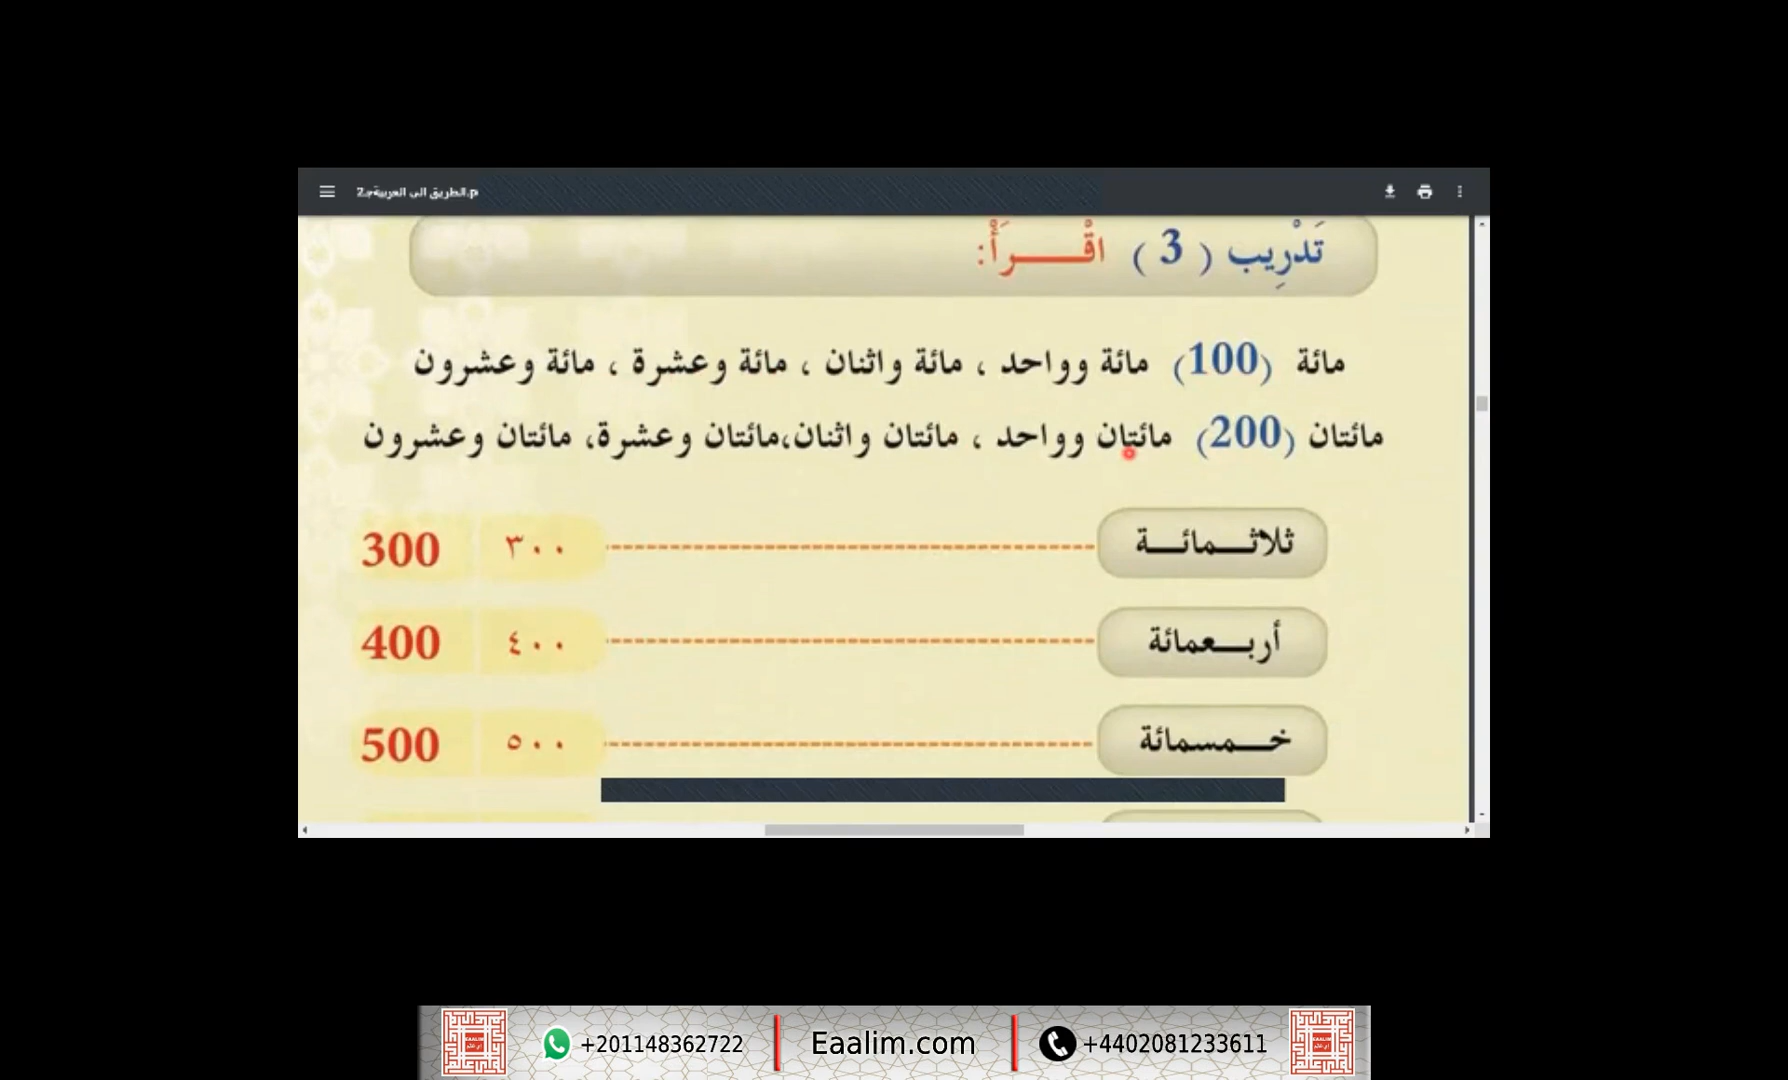 الطريق الى العربيةج2.p
تَدْرِيب ( 3 ) اقْـــــرَأْ:
مائة (100) مائة وواحد ، مائة واثنان ، مائة وعشرة ، مائة وعشرون
مائتان (200) مائتان وواحد ، مائتان واثنان،مائتان وعشرة، مائتان وعشرون
ثلاثـــمائـــة ٣٠٠ 300
أربـــعمائة ٤٠٠ 400
خـــمسمائة ٥٠٠ 500
+201148362722 Eaalim.com +4402081233611